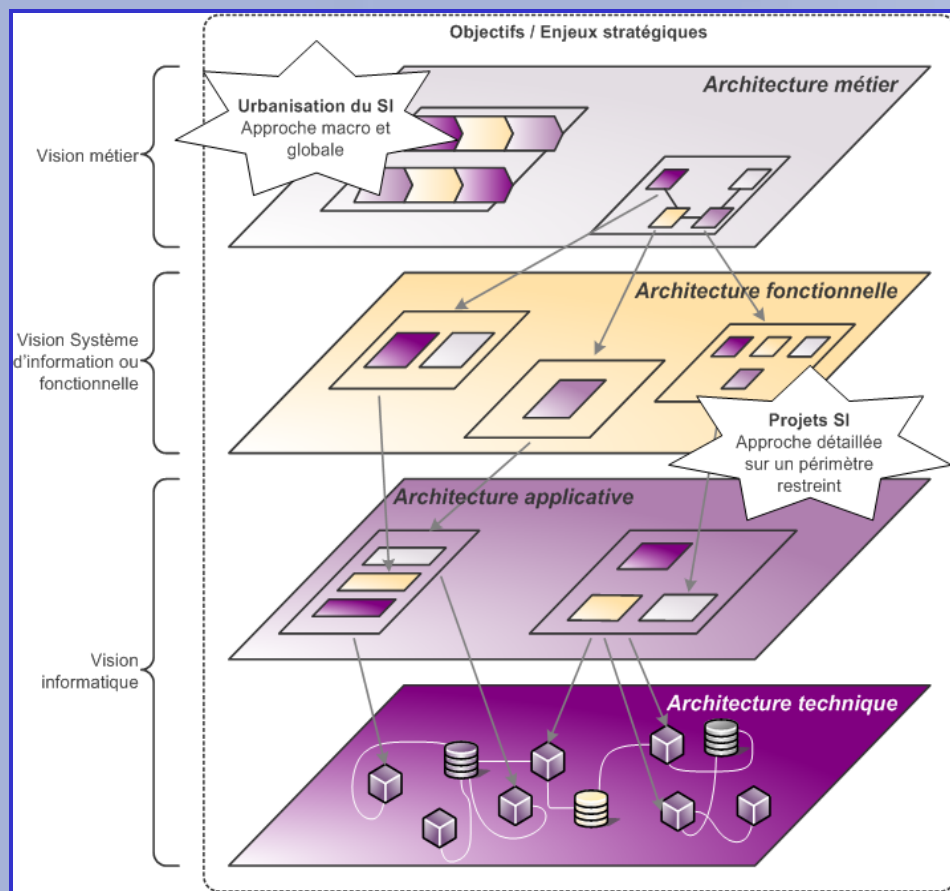 Objectifs / Enjeux stratégiques
Architecture métier
Urbanisation du SI
Approche macro et
globale
Vision métier
Architecture fonctionnelle
Vision Système
d'information ou
fonctionnelle
Projets SI
Approche détaillée
sur un périmètre
restreint
Architecture applicative
Vision
informatique
Architecture technique